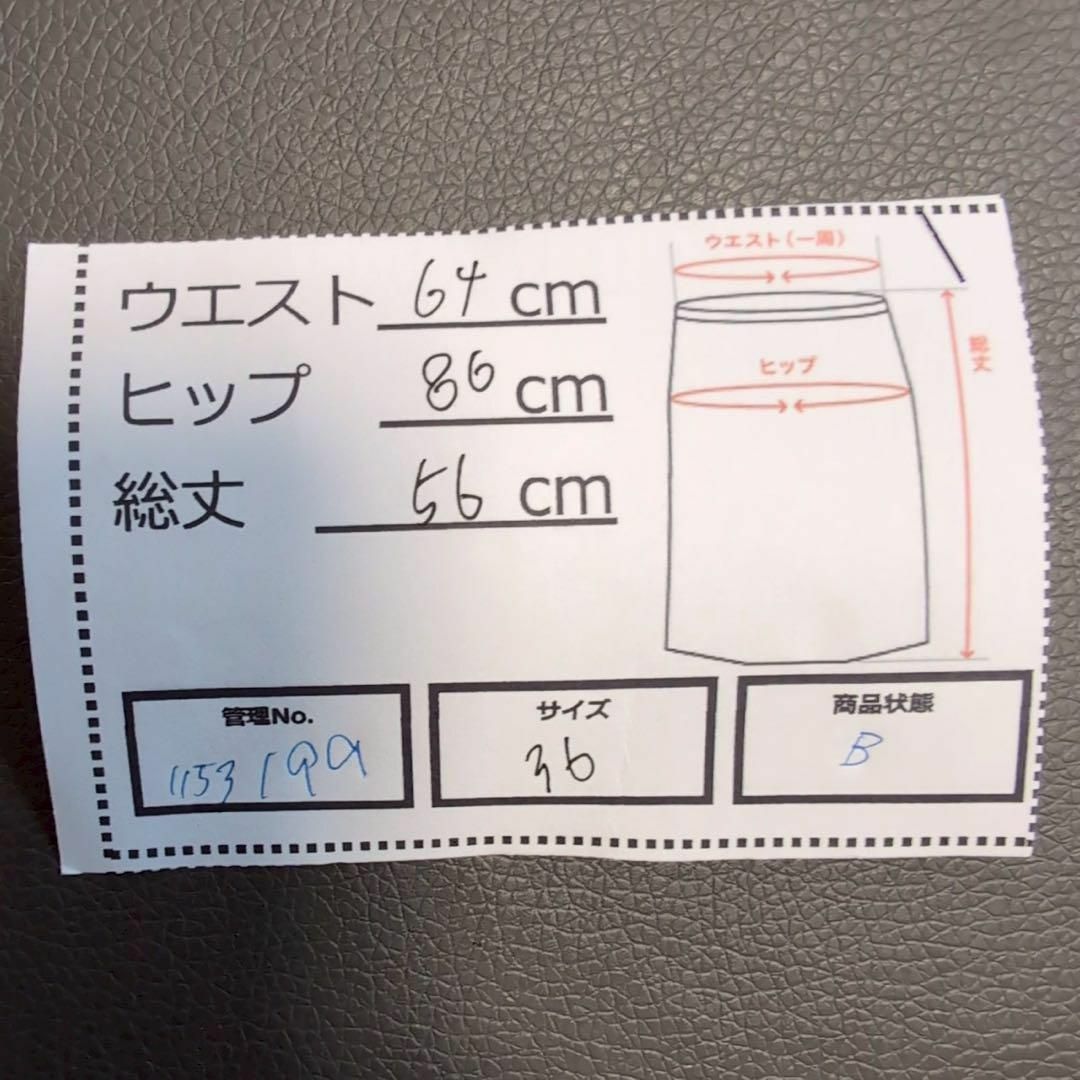 ウエスト 64 cm
ヒップ 86 cm
総丈 56 cm
ウエスト(一周)
ヒップ
総丈
管理No.
1153199
サイズ
36
商品状態
B